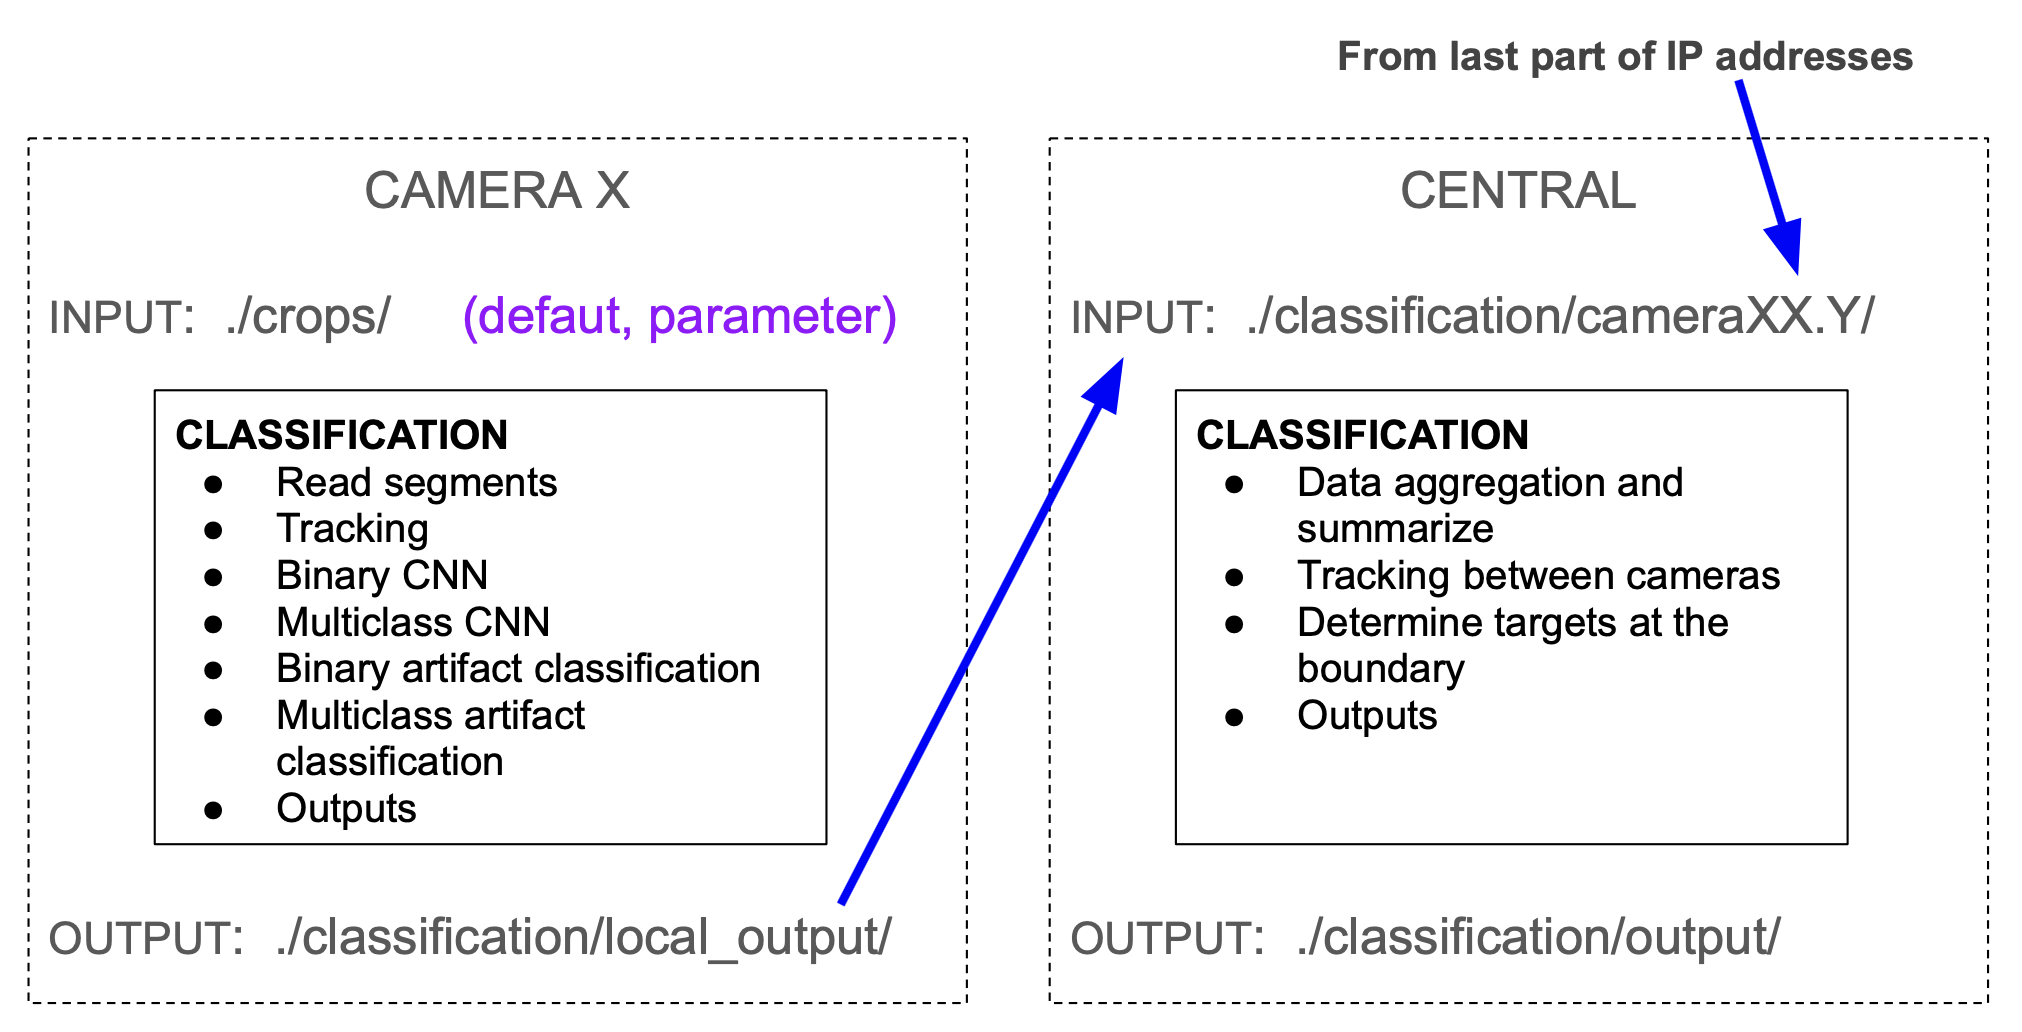 From last part of IP addresses
CAMERA X
INPUT: ./crops/ (defaut, parameter)
CLASSIFICATION
● Read segments
● Tracking
● Binary CNN
● Multiclass CNN
● Binary artifact classification
● Multiclass artifact
classification
● Outputs
OUTPUT: ./classification/local_output/
CENTRAL
INPUT: ./classification/cameraXX.Y/
CLASSIFICATION
● Data aggregation and
summarize
● Tracking between cameras
● Determine targets at the
boundary
● Outputs
OUTPUT: ./classification/output/